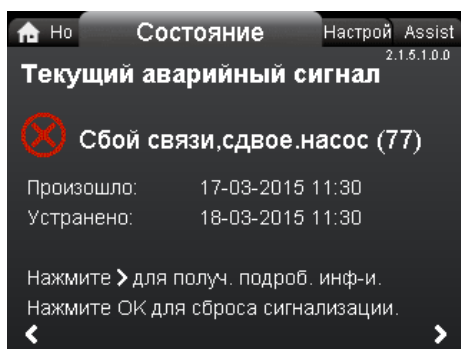 Но Состояние Настрой Assist
2.1.5.1.0.0
Текущий аварийный сигнал
Сбой связи,сдвое.насос (77)
Произошло: 17-03-2015 11:30
Устранено: 18-03-2015 11:30
Нажмите > для получ. подроб. инф-и.
Нажмите OK для сброса сигнализации.